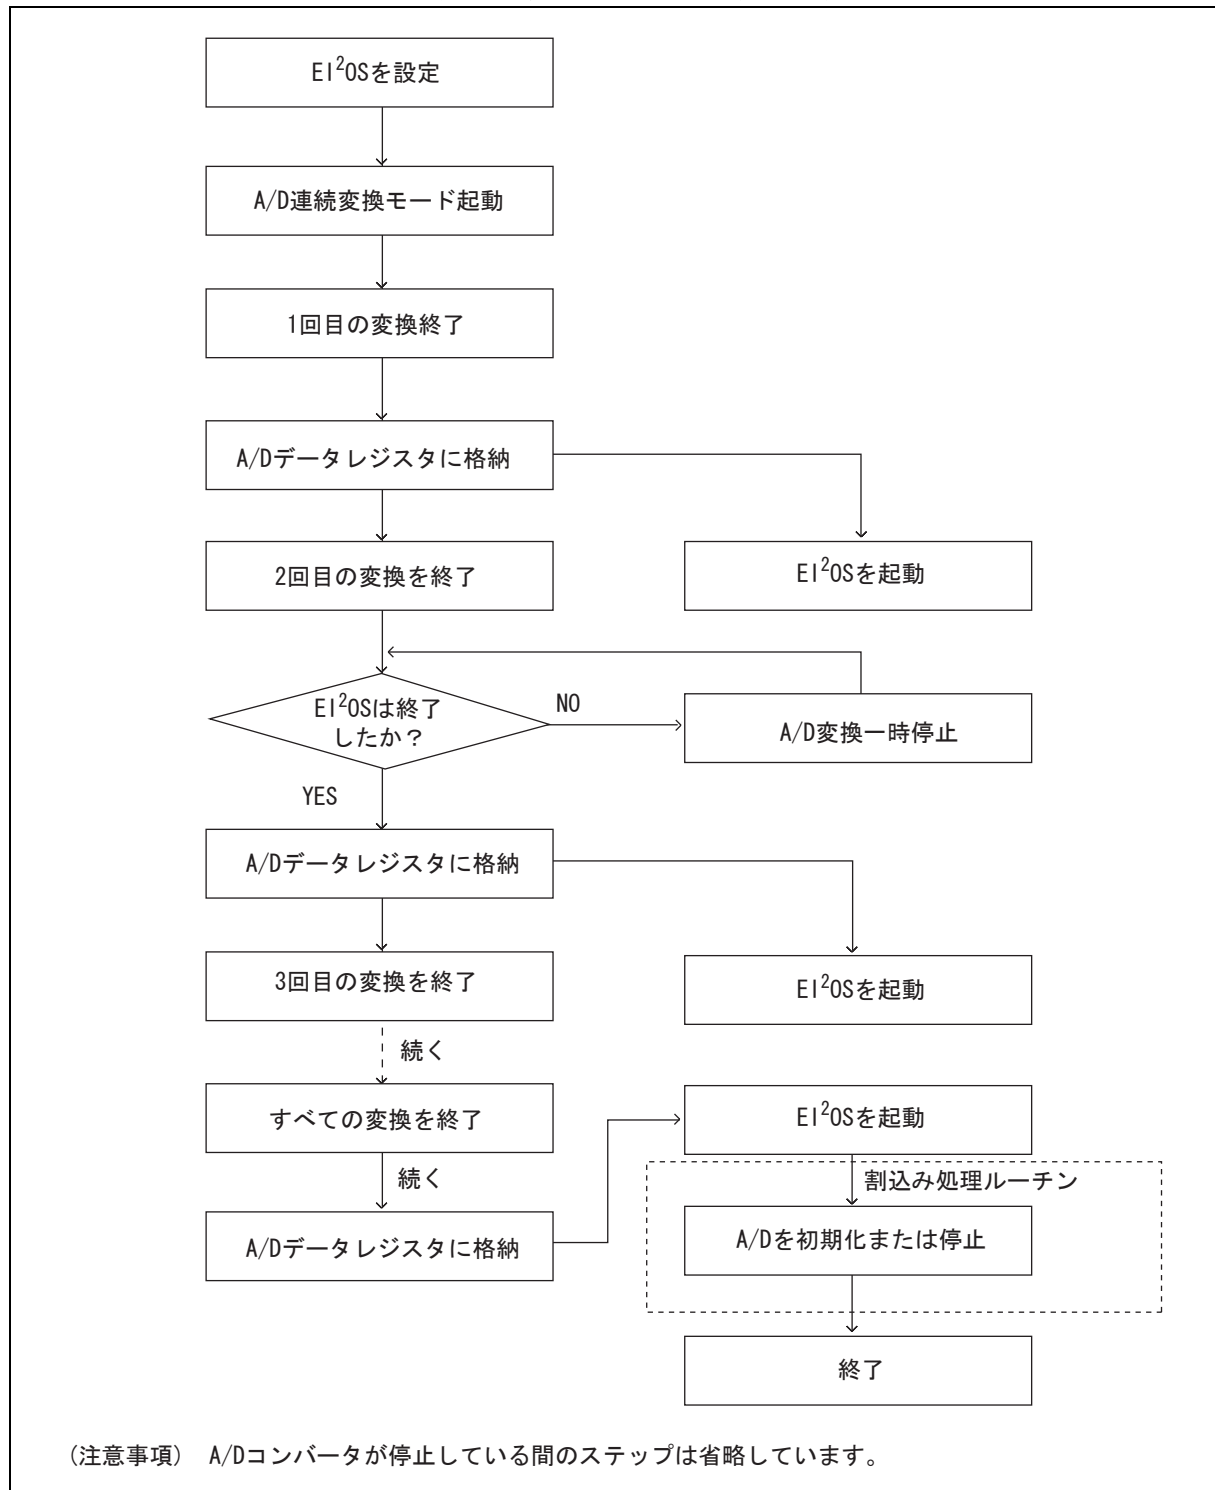 EI²OSを設定
A/D連続変換モード起動
1回目の変換終了
A/Dデータレジスタに格納
2回目の変換を終了
EI²OSを起動
EI²OSは終了
したか？
NO
A/D変換一時停止
YES
A/Dデータレジスタに格納
3回目の変換を終了
EI²OSを起動
続く
すべての変換を終了
EI²OSを起動
続く
割込み処理ルーチン
A/Dデータレジスタに格納
A/Dを初期化または停止
終了
(注意事項) A/Dコンバータが停止している間のステップは省略しています。